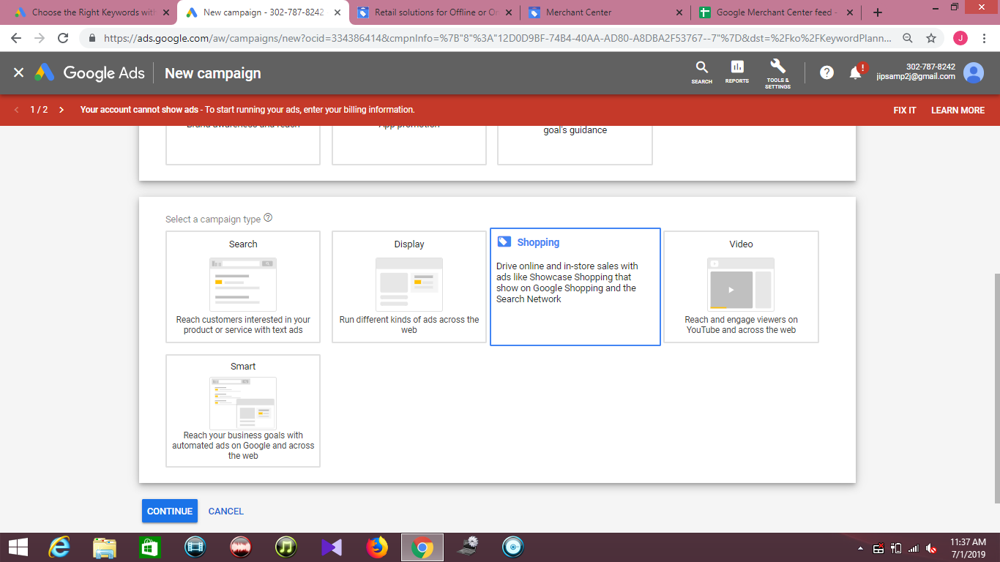 Choose the Right Keywords with
New campaign - 302-787-8242
Retail solutions for Offline or On
Merchant Center
Google Merchant Center feed -
https://ads.google.com/aw/campaigns/new?ocid=334386414&cmpnInfo=%7B"8"%3A"12D0D9BF-74B4-40AA-AD80-A8DBA2F53767--7"%7D&dst=%2Fko%2FKeywordPlann...
J
Google Ads
New campaign
SEARCH
REPORTS
TOOLS &
SETTINGS
?
!
302-787-8242
jipsamp2j@gmail.com
1 / 2
Your account cannot show ads - To start running your ads, enter your billing information.
FIX IT
LEARN MORE
Brand awareness and reach
App promotion
goal's guidance
Select a campaign type ?
Search
Reach customers interested in your
product or service with text ads
Display
Run different kinds of ads across the
web
Shopping
Drive online and in-store sales with
ads like Showcase Shopping that
show on Google Shopping and the
Search Network
Video
Reach and engage viewers on
YouTube and across the web
Smart
Reach your business goals with
automated ads on Google and across
the web
CONTINUE
CANCEL
11:37 AM
7/1/2019